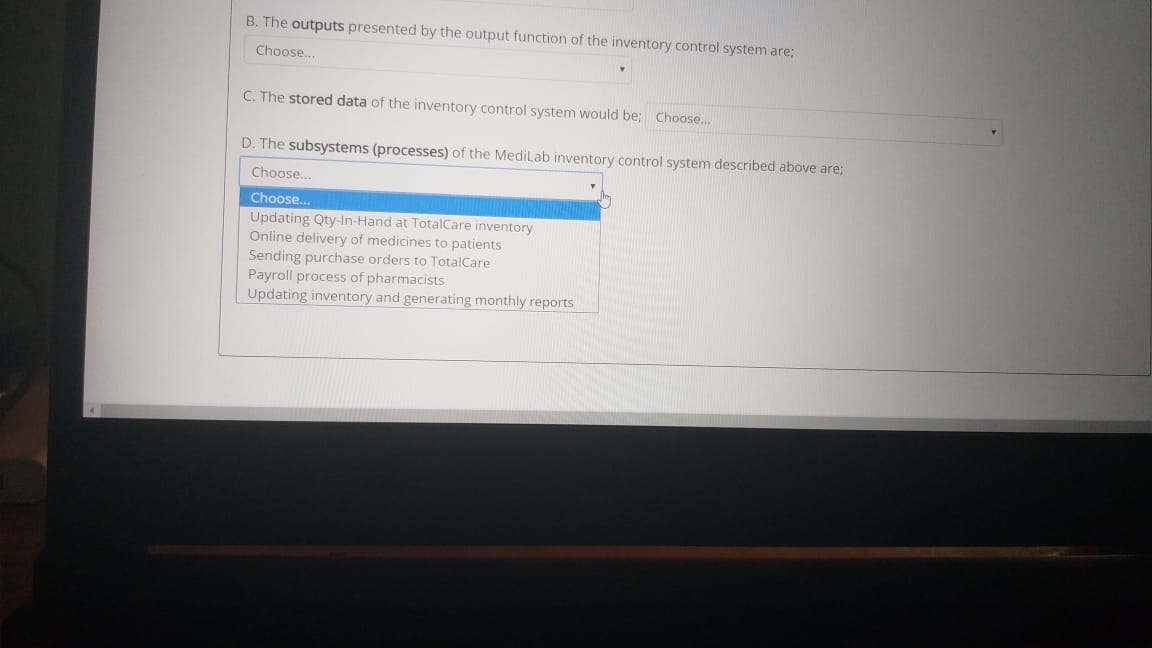 B. The outputs presented by the output function of the inventory control system are;
Choose...
C. The stored data of the inventory control system would be; Choose...
D. The subsystems (processes) of the MediLab inventory control system described above are;
Choose...
Choose...
Updating Qty-In-Hand at TotalCare inventory
Online delivery of medicines to patients
Sending purchase orders to TotalCare
Payroll process of pharmacists
Updating inventory and generating monthly reports